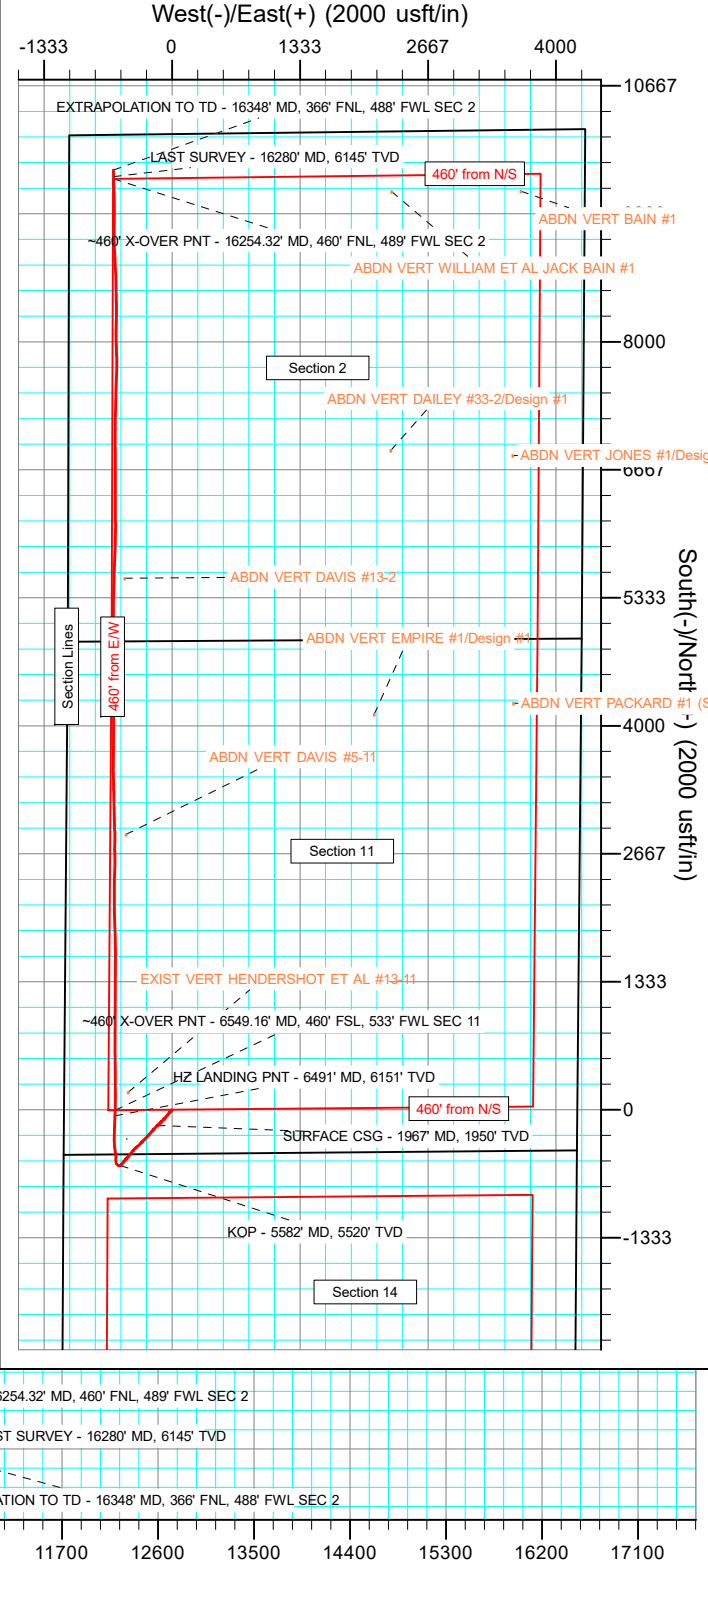 West(-)/East(+) (2000 usft/in)
-1333 0 1333 2667 4000
10667
EXTRAPOLATION TO TD - 16348' MD, 366' FNL, 488' FWL SEC 2
LAST SURVEY - 16280' MD, 6145' TVD
460' from N/S
ABDN VERT BAIN #1
~460' X-OVER PNT - 16254.32' MD, 460' FNL, 489' FWL SEC 2
ABDN VERT WILLIAM ET AL JACK BAIN #1
8000
Section 2
ABDN VERT DAILEY #33-2/Design #1
ABDN VERT JONES #1/Desig
6667
ABDN VERT DAVIS #13-2
5333
South(-)/North(+) (2000 usft/in)
Section Lines
460' from E/W
ABDN VERT EMPIRE #1/Design #1
ABDN VERT PACKARD #1 (S
4000
ABDN VERT DAVIS #5-11
2667
Section 11
EXIST VERT HENDERSHOT ET AL #13-11
1333
~460' X-OVER PNT - 6549.16' MD, 460' FSL, 533' FWL SEC 11
HZ LANDING PNT - 6491' MD, 6151' TVD
460' from N/S
0
SURFACE CSG - 1967' MD, 1950' TVD
KOP - 5582' MD, 5520' TVD
-1333
Section 14
6254.32' MD, 460' FNL, 489' FWL SEC 2
ST SURVEY - 16280' MD, 6145' TVD
ATION TO TD - 16348' MD, 366' FNL, 488' FWL SEC 2
11700 12600 13500 14400 15300 16200 17100